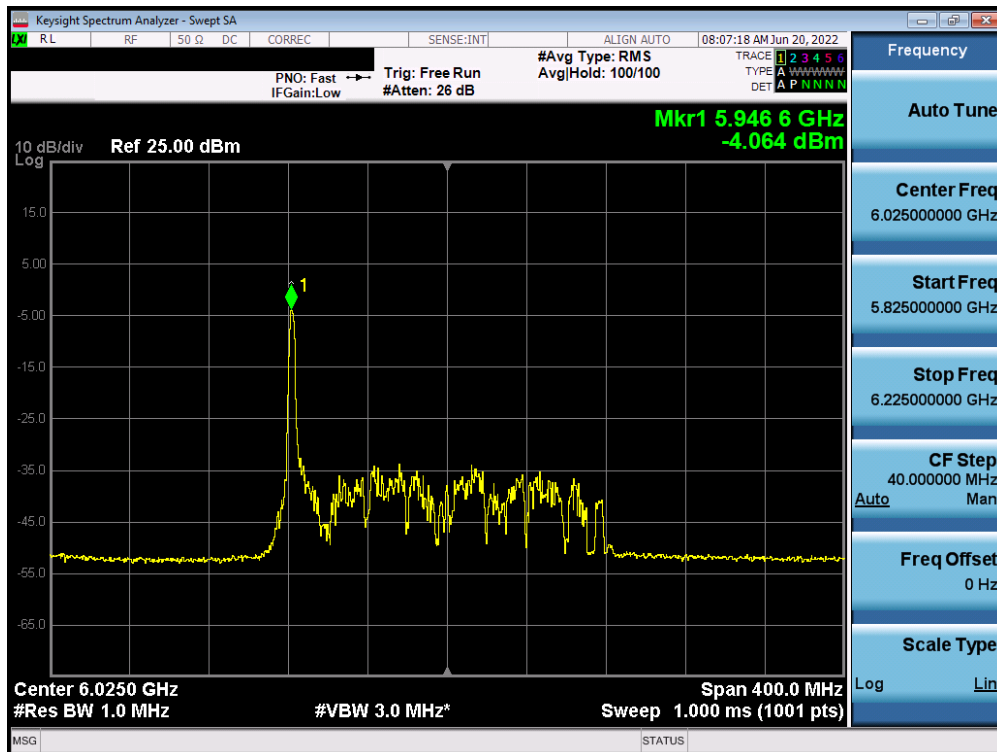 Keysight Spectrum Analyzer - Swept SA
LXI RL RF 50 Ω DC CORREC SENSE:INT ALIGN AUTO 08:07:18 AM Jun 20, 2022
PNO: Fast
IFGain:Low
Trig: Free Run
#Atten: 26 dB
#Avg Type: RMS
Avg|Hold: 100/100
TRACE 1 2 3 4 5 6
TYPE A WWWWW
DET A P N N N N
Mkr1 5.946 6 GHz
-4.064 dBm
10 dB/div
Log
Ref 25.00 dBm
15.0
5.00
1
-5.00
-15.0
-25.0
-35.0
-45.0
-55.0
-65.0
Center 6.0250 GHz
Span 400.0 MHz
#Res BW 1.0 MHz
#VBW 3.0 MHz*
Sweep 1.000 ms (1001 pts)
MSG
STATUS
Frequency
Auto Tune
Center Freq
6.025000000 GHz
Start Freq
5.825000000 GHz
Stop Freq
6.225000000 GHz
CF Step
40.000000 MHz
Auto Man
Freq Offset
0 Hz
Scale Type
Log Lin